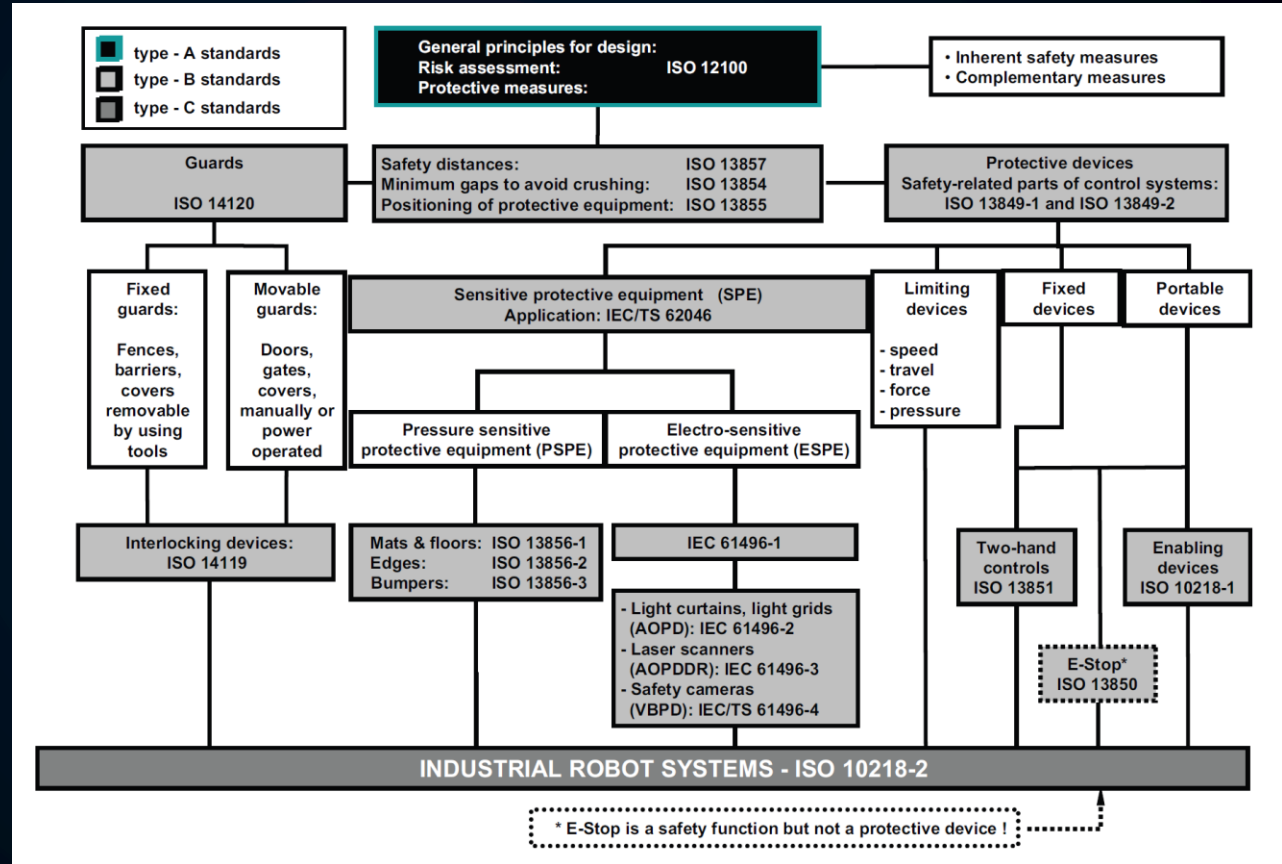 type - A standards
type - B standards
type - C standards
General principles for design:
Risk assessment: ISO 12100
Protective measures:
• Inherent safety measures
• Complementary measures
Guards
ISO 14120
Safety distances: ISO 13857
Minimum gaps to avoid crushing: ISO 13854
Positioning of protective equipment: ISO 13855
Protective devices
Safety-related parts of control systems:
ISO 13849-1 and ISO 13849-2
Fixed
guards:
Fences,
barriers,
covers
removable
by using
tools
Movable
guards:
Doors,
gates,
covers,
manually or
power
operated
Sensitive protective equipment (SPE)
Application: IEC/TS 62046
Limiting
devices
- speed
- travel
- force
- pressure
Fixed
devices
Portable
devices
Pressure sensitive
protective equipment (PSPE)
Electro-sensitive
protective equipment (ESPE)
Interlocking devices:
ISO 14119
Mats & floors: ISO 13856-1
Edges: ISO 13856-2
Bumpers: ISO 13856-3
IEC 61496-1
- Light curtains, light grids
(AOPD): IEC 61496-2
- Laser scanners
(AOPDDR): IEC 61496-3
- Safety cameras
(VBPD): IEC/TS 61496-4
Two-hand
controls
ISO 13851
Enabling
devices
ISO 10218-1
E-Stop*
ISO 13850
INDUSTRIAL ROBOT SYSTEMS - ISO 10218-2
* E-Stop is a safety function but not a protective device !